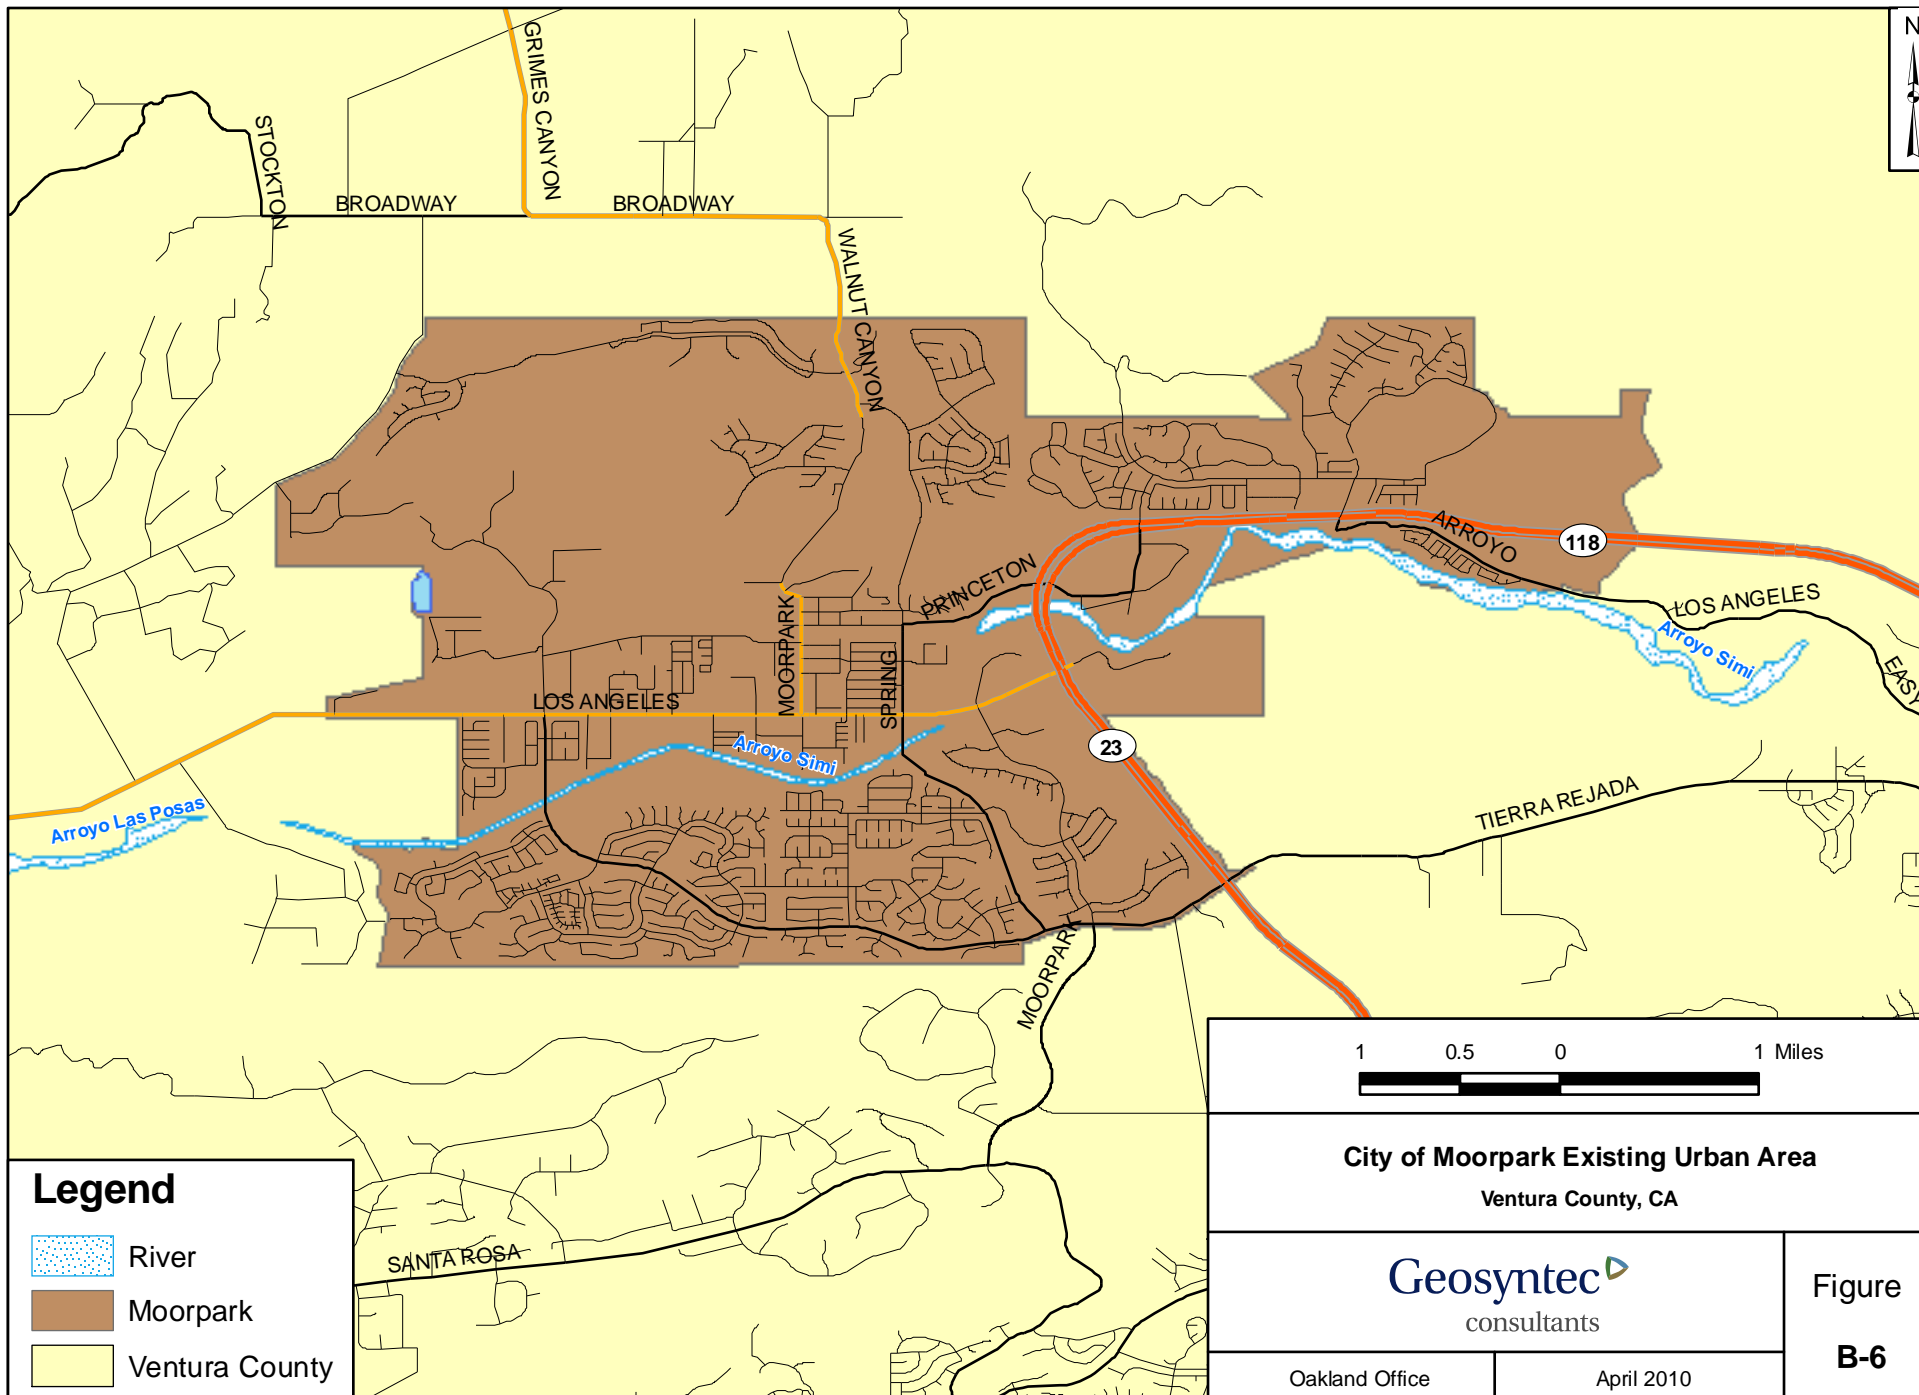 N
GRIMES CANYON
STOCKTON
BROADWAY
BROADWAY
WALNUT CANYON
ARROYO
118
PRINCETON
LOS ANGELES
MOORPARK
SPRING
Arroyo Simi
EASY
LOS ANGELES
Arroyo Simi
23
Arroyo Las Posas
TIERRA REJADA
MOORPARK
SANTA ROSA
1 0.5 0 1 Miles
City of Moorpark Existing Urban Area
Ventura County, CA
Geosyntec
consultants
Figure
B-6
Oakland Office
April 2010
Legend
River
Moorpark
Ventura County